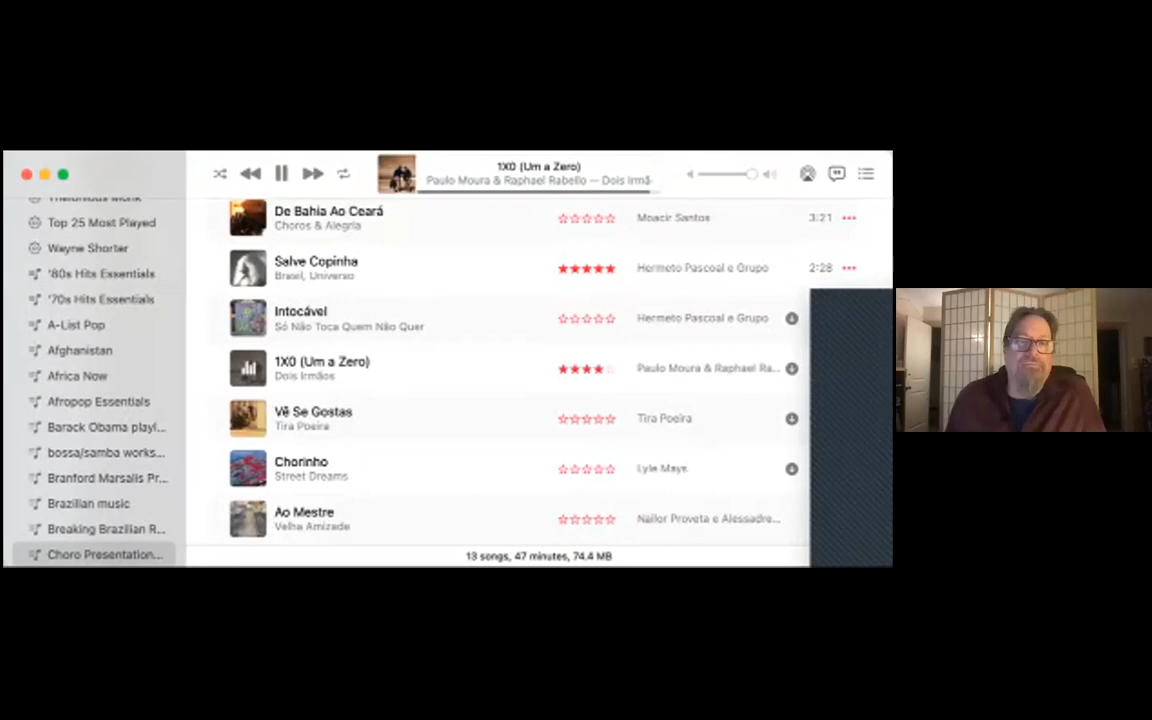 1X0 (Um a Zero)
Paulo Moura & Raphael Rabello — Dois Irmã
Thelonious Monk
Top 25 Most Played
Wayne Shorter
'80s Hits Essentials
'70s Hits Essentials
A-List Pop
Afghanistan
Africa Now
Afropop Essentials
Barack Obama playl...
bossa/samba works...
Branford Marsalis Pr...
Brazilian music
Breaking Brazilian R...
Choro Presentation...
De Bahia Ao Ceará
Choros & Alegria
Moacir Santos
3:21
Salve Copinha
Brasil, Universo
Hermeto Pascoal e Grupo
2:28
Intocável
Só Não Toca Quem Não Quer
Hermeto Pascoal e Grupo
1X0 (Um a Zero)
Dois Irmãos
Paulo Moura & Raphael Ra...
Vê Se Gostas
Tira Poeira
Tira Poeira
Chorinho
Street Dreams
Lyle Mays
Ao Mestre
Velha Amizade
Nailor Proveta e Alessadre...
13 songs, 47 minutes, 74.4 MB